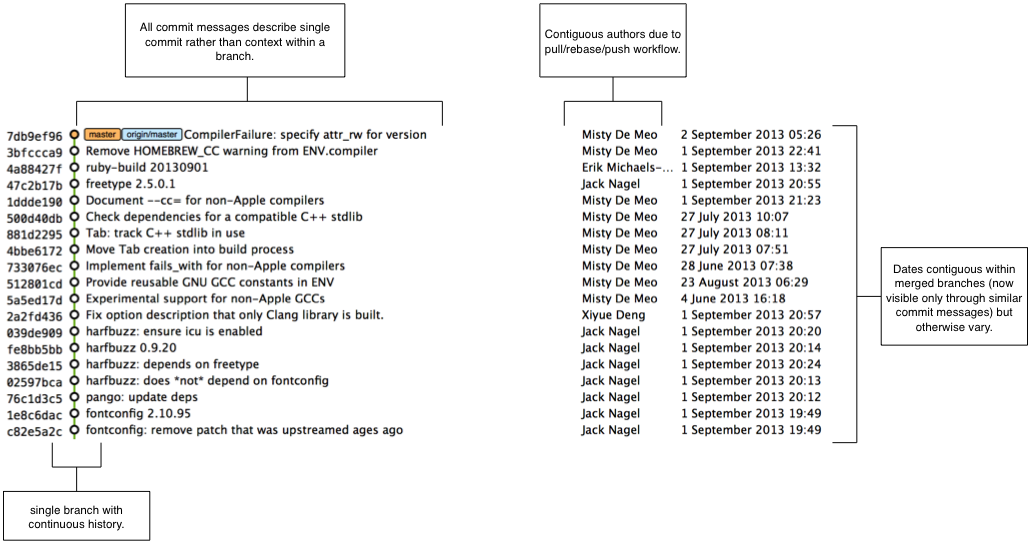 All commit messages describe single
commit rather than context within a
branch.
Contiguous authors due to
pull/rebase/push workflow.
7db9ef96 master origin/master CompilerFailure: specify attr_rw for version Misty De Meo 2 September 2013 05:26
3bfccca9 Remove HOMEBREW_CC warning from ENV.compiler Misty De Meo 1 September 2013 22:41
4a88427f ruby-build 20130901 Erik Michaels-... 1 September 2013 13:32
47c2b17b freetype 2.5.0.1 Jack Nagel 1 September 2013 20:55
1ddde190 Document --cc= for non-Apple compilers Misty De Meo 1 September 2013 21:23
500d40db Check dependencies for a compatible C++ stdlib Misty De Meo 27 July 2013 10:07
881d2295 Tab: track C++ stdlib in use Misty De Meo 27 July 2013 08:11
4bbe6172 Move Tab creation into build process Misty De Meo 27 July 2013 07:51
733076ec Implement fails_with for non-Apple compilers Misty De Meo 28 June 2013 07:38
512801cd Provide reusable GNU GCC constants in ENV Misty De Meo 23 August 2013 06:29
5a5ed17d Experimental support for non-Apple GCCs Misty De Meo 4 June 2013 16:18
2a2fd436 Fix option description that only Clang library is built. Xiyue Deng 1 September 2013 20:57
039de909 harfbuzz: ensure icu is enabled Jack Nagel 1 September 2013 20:20
fe8bb5bb harfbuzz 0.9.20 Jack Nagel 1 September 2013 20:14
3865de15 harfbuzz: depends on freetype Jack Nagel 1 September 2013 20:24
02597bca harfbuzz: does *not* depend on fontconfig Jack Nagel 1 September 2013 20:13
76c1d3c5 pango: update deps Jack Nagel 1 September 2013 20:12
1e8c6dac fontconfig 2.10.95 Jack Nagel 1 September 2013 19:49
c82e5a2c fontconfig: remove patch that was upstreamed ages ago Jack Nagel 1 September 2013 19:49
Dates contiguous within
merged branches (now
visible only through similar
commit messages) but
otherwise vary.
single branch with
continuous history.